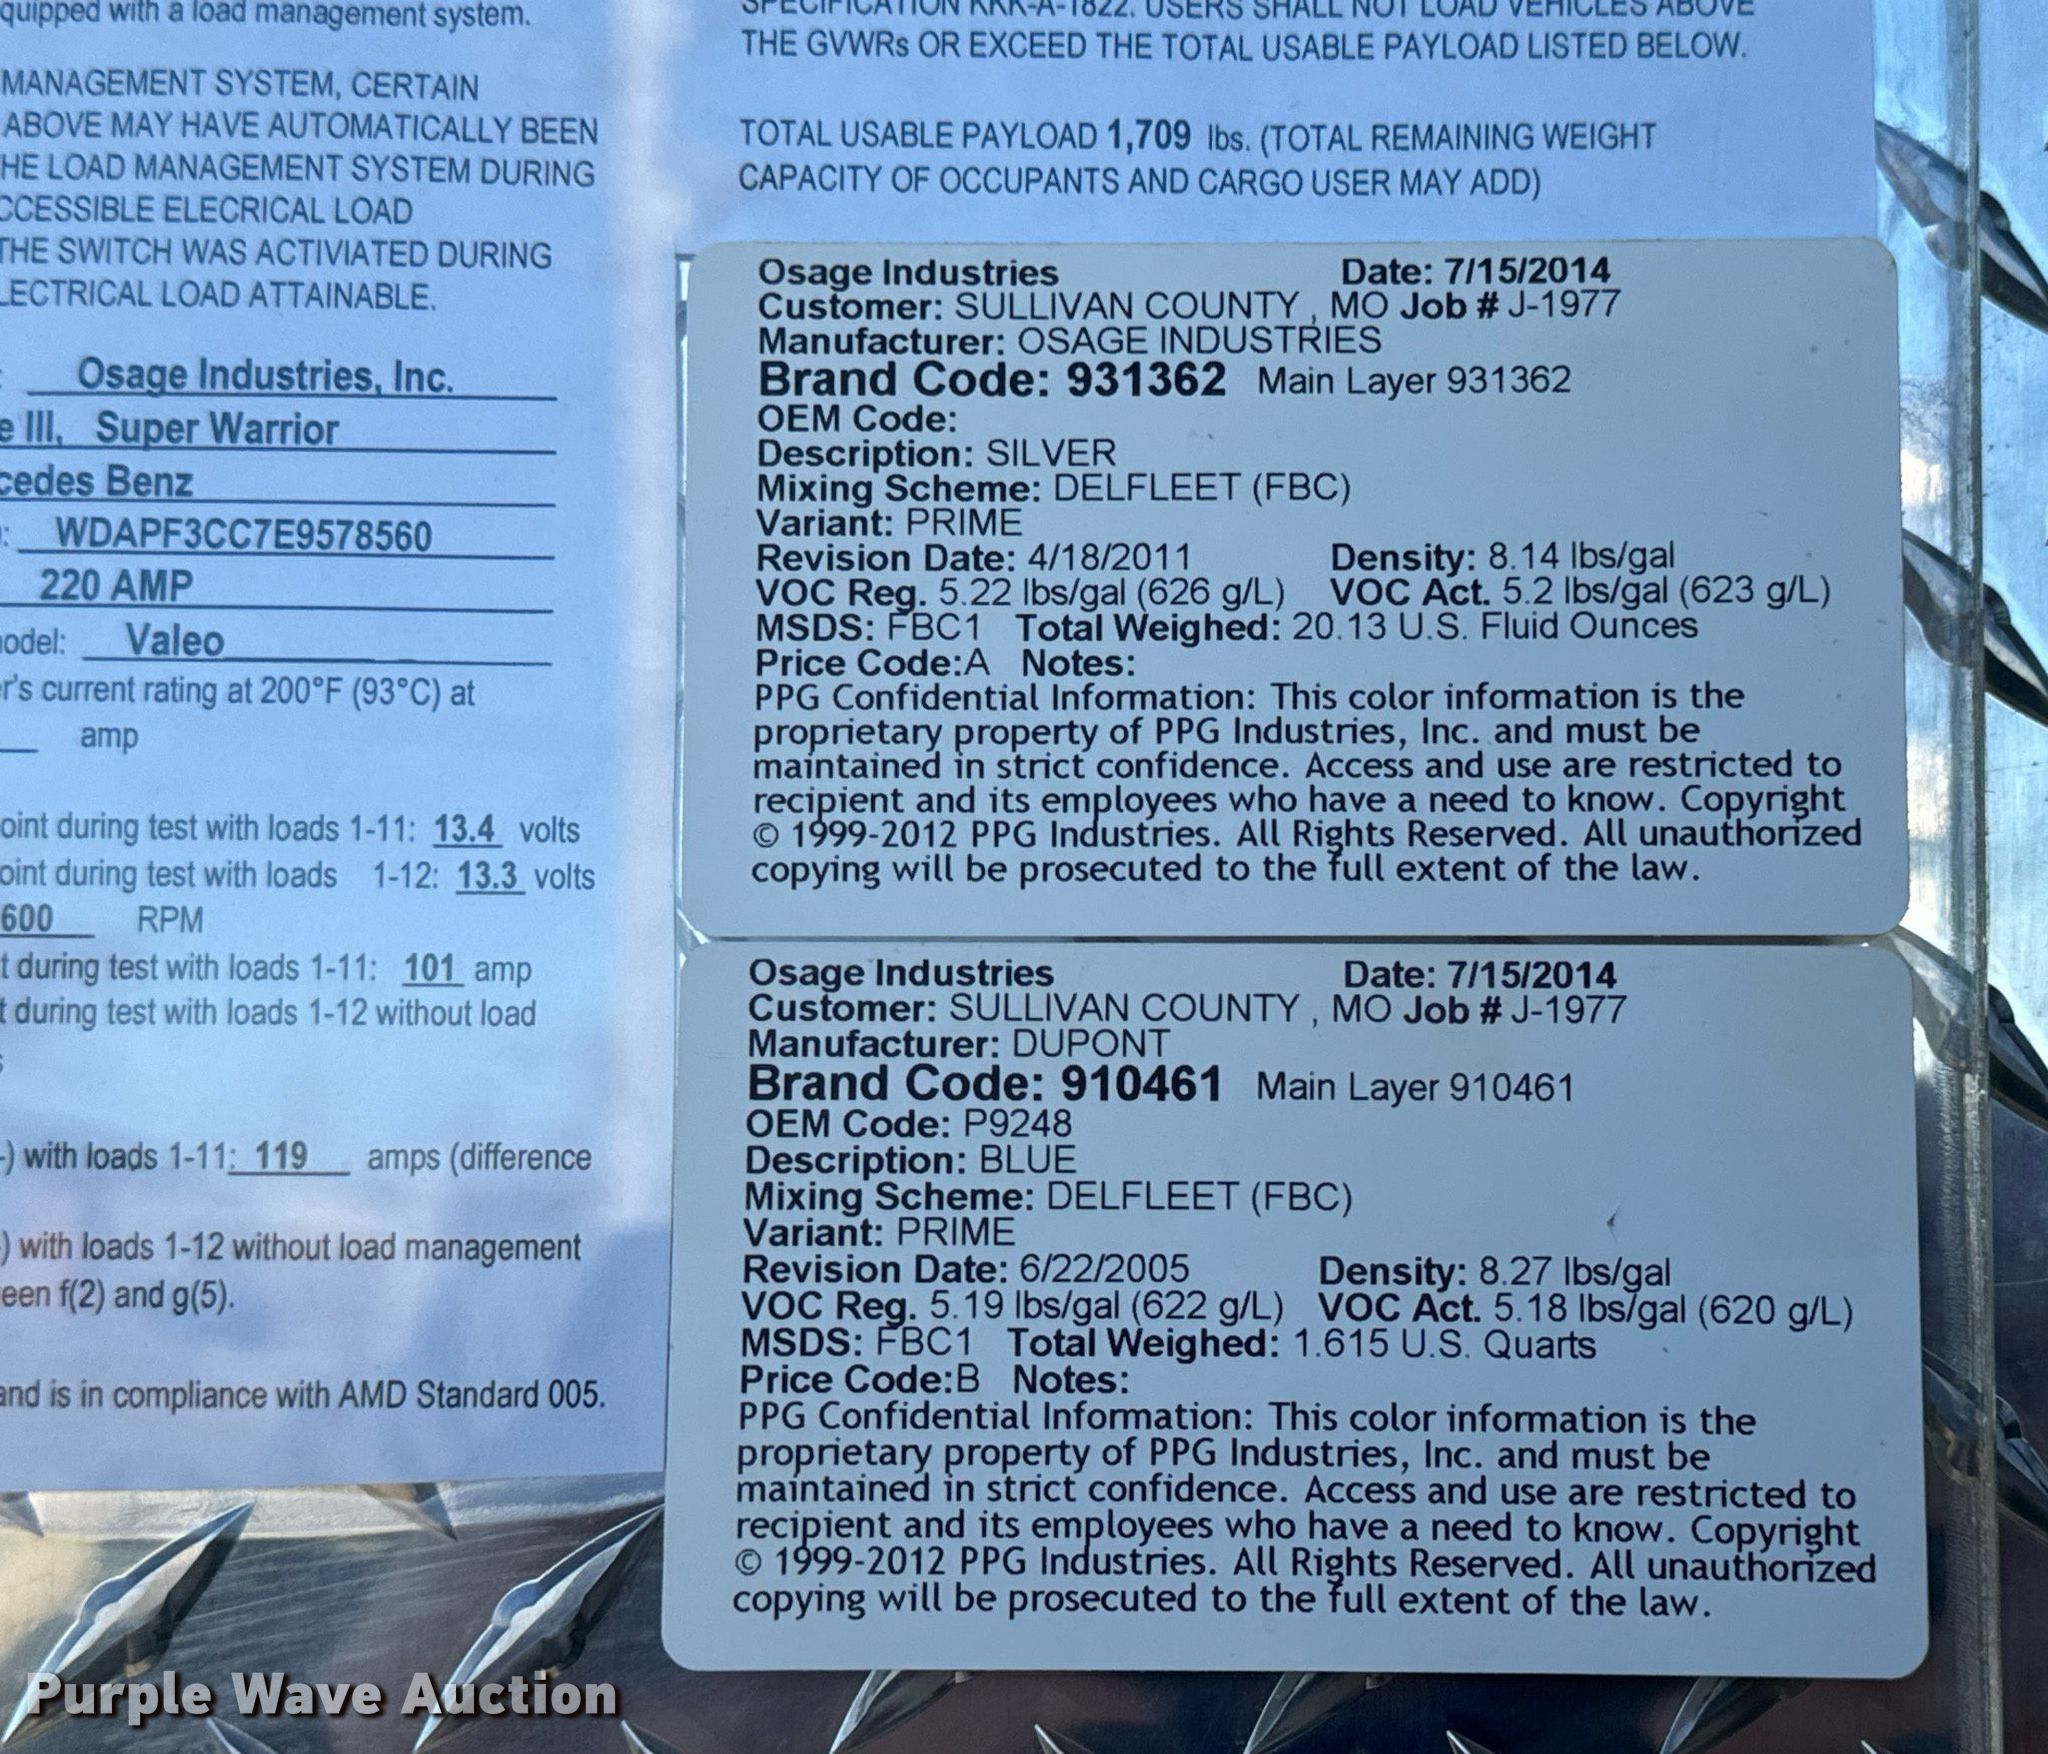 quipped with a load management system.
MANAGEMENT SYSTEM, CERTAIN
ABOVE MAY HAVE AUTOMATICALLY BEEN
HE LOAD MANAGEMENT SYSTEM DURING
CCESSIBLE ELECRICAL LOAD
THE SWITCH WAS ACTIVIATED DURING
LECTRICAL LOAD ATTAINABLE.
: Osage Industries, Inc.
e III, Super Warrior
cedes Benz
: WDAPF3CC7E9578560
220 AMP
odel: Valeo
r's current rating at 200°F (93°C) at
amp
oint during test with loads 1-11: 13.4 volts
oint during test with loads 1-12: 13.3 volts
600 RPM
t during test with loads 1-11: 101 amp
t during test with loads 1-12 without load
s
-) with loads 1-11: 119 amps (difference
-) with loads 1-12 without load management
een f(2) and g(5).
and is in compliance with AMD Standard 005.
SPECIFICATION KKK-A-1822. USERS SHALL NOT LOAD VEHICLES ABOVE
THE GVWRs OR EXCEED THE TOTAL USABLE PAYLOAD LISTED BELOW.
TOTAL USABLE PAYLOAD 1,709 lbs. (TOTAL REMAINING WEIGHT
CAPACITY OF OCCUPANTS AND CARGO USER MAY ADD)
Osage Industries Date: 7/15/2014
Customer: SULLIVAN COUNTY , MO Job # J-1977
Manufacturer: OSAGE INDUSTRIES
Brand Code: 931362 Main Layer 931362
OEM Code:
Description: SILVER
Mixing Scheme: DELFLEET (FBC)
Variant: PRIME
Revision Date: 4/18/2011 Density: 8.14 lbs/gal
VOC Reg. 5.22 lbs/gal (626 g/L) VOC Act. 5.2 lbs/gal (623 g/L)
MSDS: FBC1 Total Weighed: 20.13 U.S. Fluid Ounces
Price Code:A Notes:
PPG Confidential Information: This color information is the
proprietary property of PPG Industries, Inc. and must be
maintained in strict confidence. Access and use are restricted to
recipient and its employees who have a need to know. Copyright
© 1999-2012 PPG Industries. All Rights Reserved. All unauthorized
copying will be prosecuted to the full extent of the law.
Osage Industries Date: 7/15/2014
Customer: SULLIVAN COUNTY , MO Job # J-1977
Manufacturer: DUPONT
Brand Code: 910461 Main Layer 910461
OEM Code: P9248
Description: BLUE
Mixing Scheme: DELFLEET (FBC)
Variant: PRIME
Revision Date: 6/22/2005 Density: 8.27 lbs/gal
VOC Reg. 5.19 lbs/gal (622 g/L) VOC Act. 5.18 lbs/gal (620 g/L)
MSDS: FBC1 Total Weighed: 1.615 U.S. Quarts
Price Code:B Notes:
PPG Confidential Information: This color information is the
proprietary property of PPG Industries, Inc. and must be
maintained in strict confidence. Access and use are restricted to
recipient and its employees who have a need to know. Copyright
© 1999-2012 PPG Industries. All Rights Reserved. All unauthorized
copying will be prosecuted to the full extent of the law.
Purple Wave Auction